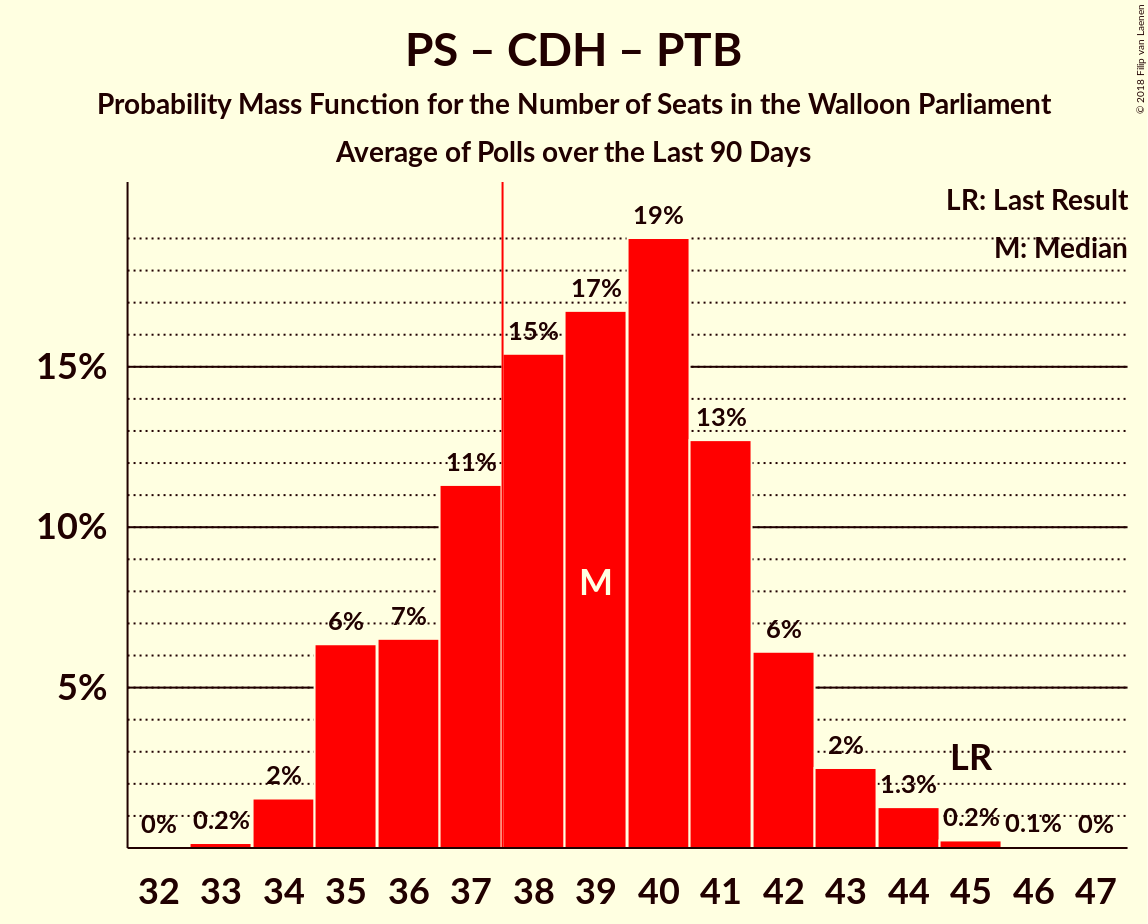 PS – CDH – PTB
Probability Mass Function for the Number of Seats in the Walloon Parliament
Average of Polls over the Last 90 Days
© 2018 Filip van Laenen
LR: Last Result
M: Median
15%
10%
5%
0%
0.2%
2%
6%
7%
11%
15%
17%
19%
13%
6%
2%
1.3%
0.2%
0.1%
0%
M
LR
32 33 34 35 36 37 38 39 40 41 42 43 44 45 46 47